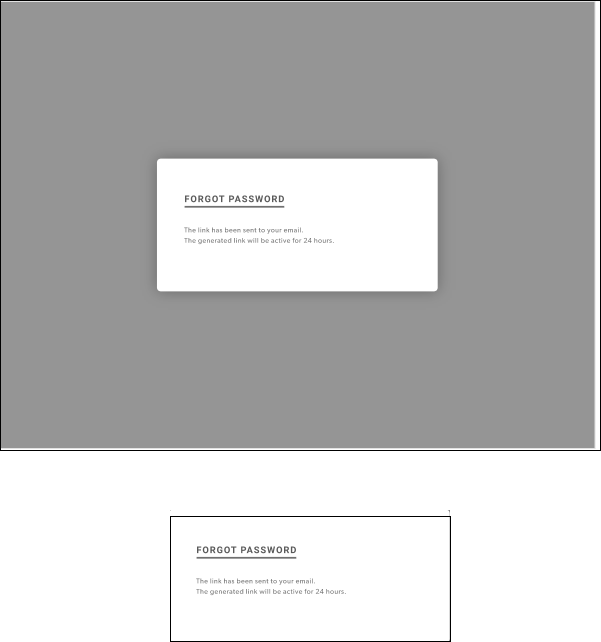 FORGOT PASSWORD
The link has been sent to your email.
The generated link will be active for 24 hours.
1
FORGOT PASSWORD
The link has been sent to your email.
The generated link will be active for 24 hours.